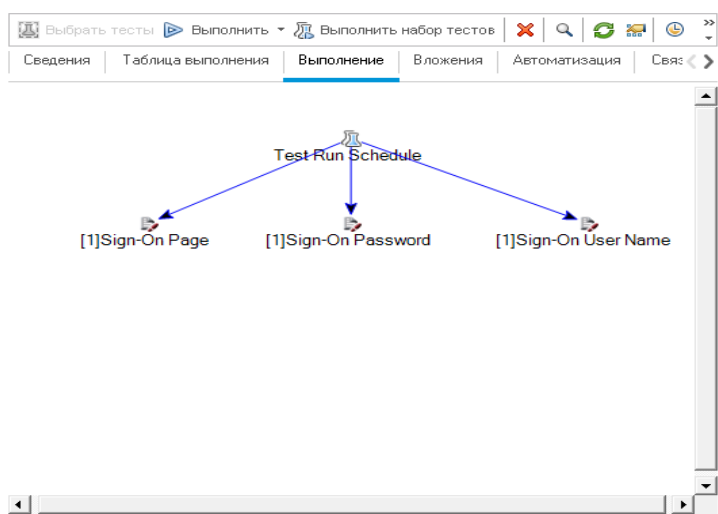 Выбрать тесты Выполнить Выполнить набор тестов
Сведения Таблица выполнения Выполнение Вложения Автоматизация
Test Run Schedule
[1]Sign-On Page [1]Sign-On Password [1]Sign-On User Name